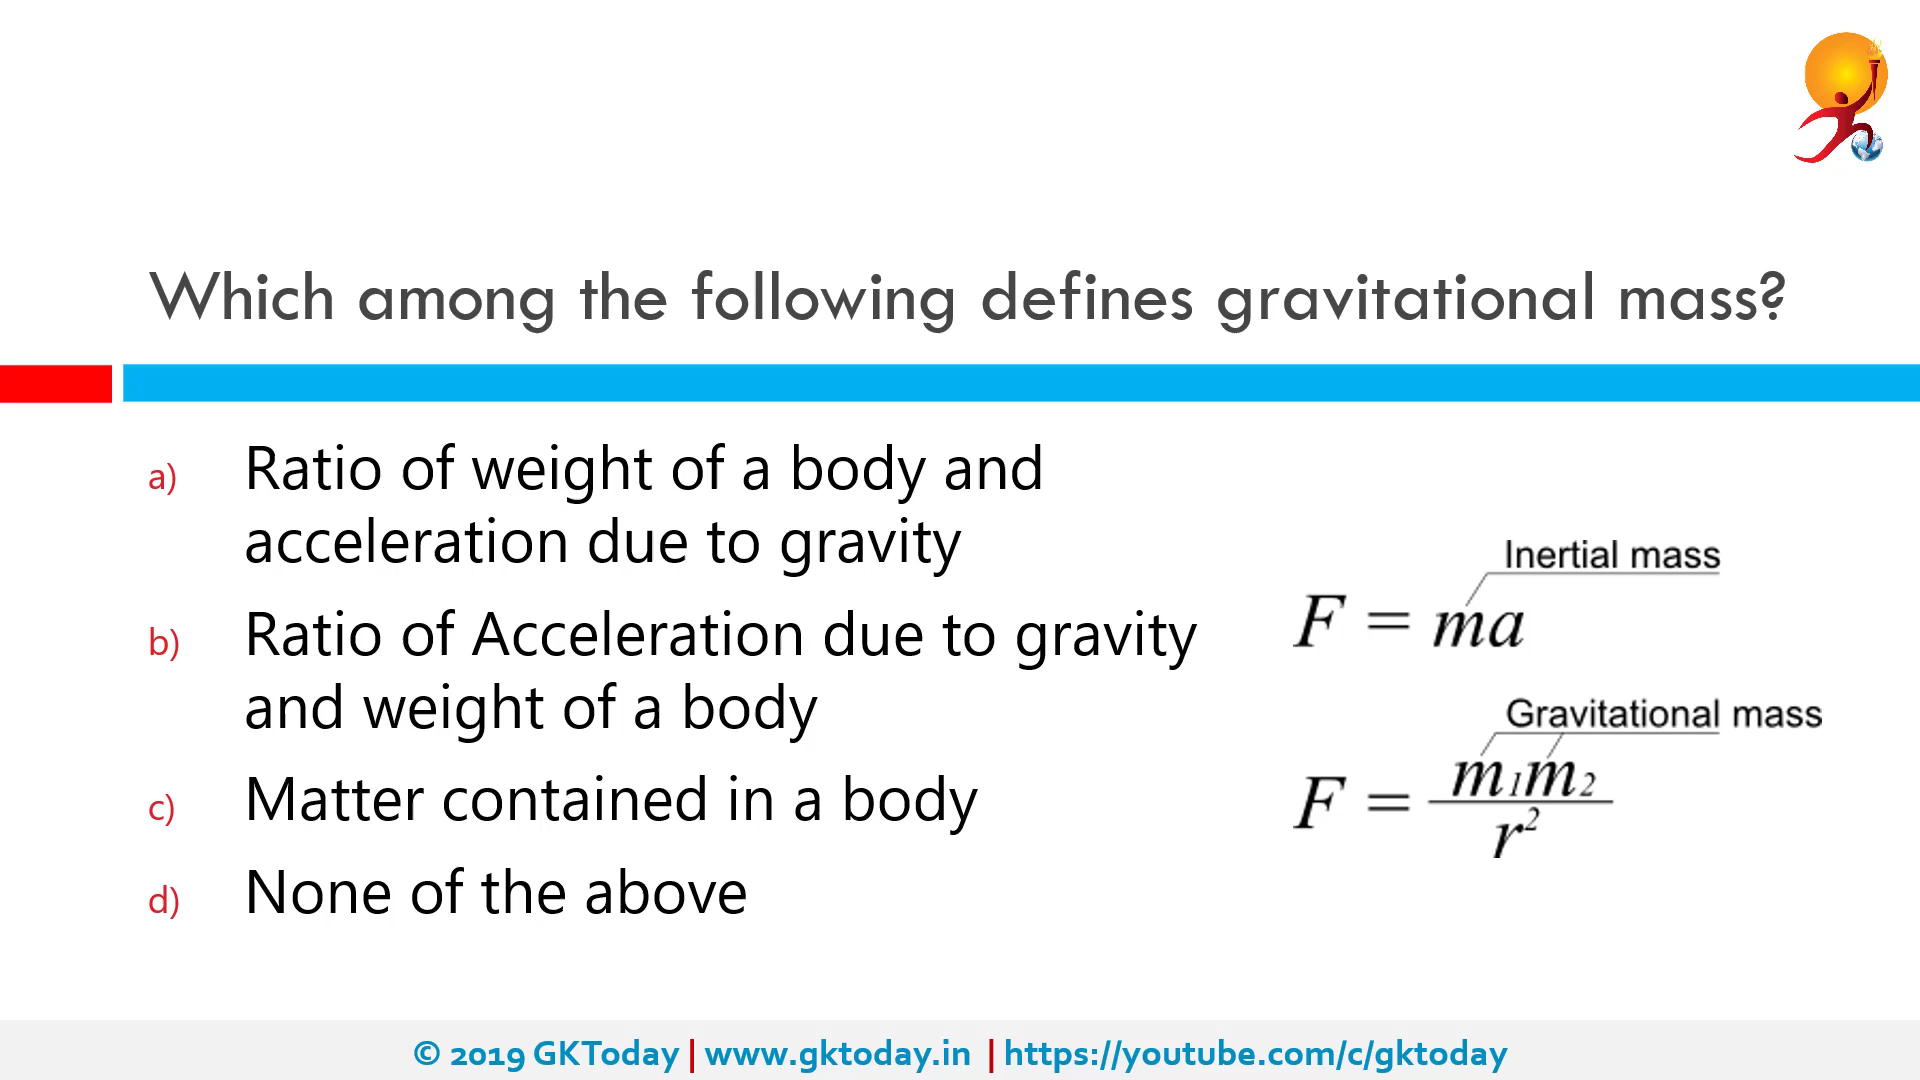 Which among the following defines gravitational mass?
a) Ratio of weight of a body and
acceleration due to gravity
b) Ratio of Acceleration due to gravity
and weight of a body
c) Matter contained in a body
d) None of the above
Inertial mass
F = ma
Gravitational mass
F = m₁m₂ / r²
© 2019 GKToday | www.gktoday.in | https://youtube.com/c/gktoday